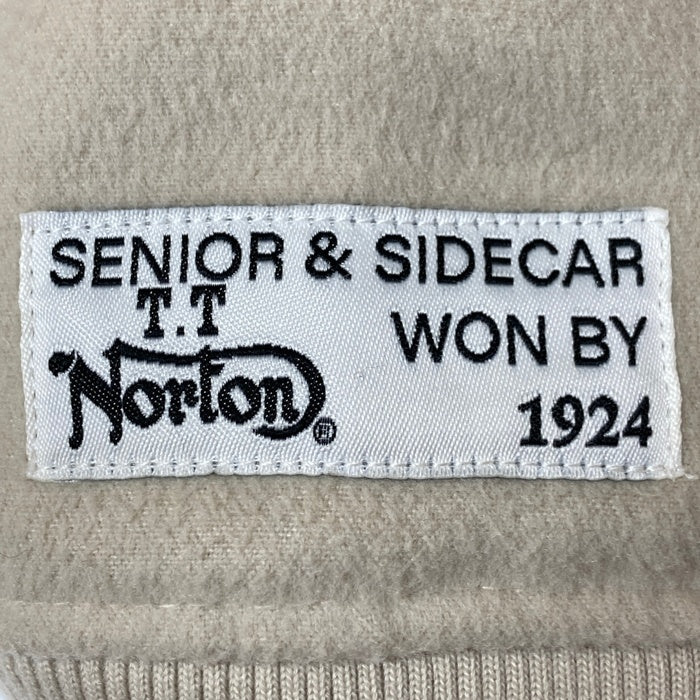 SENIOR & SIDECAR
T.T WON BY
Norton® 1924